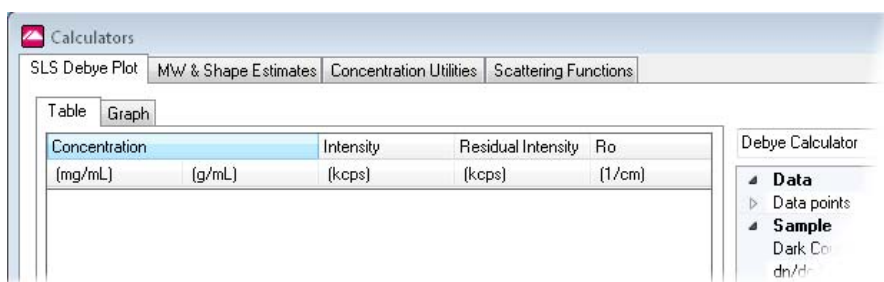 Calculators
SLS Debye Plot MW & Shape Estimates Concentration Utilities Scattering Functions
Table Graph
Concentration Intensity Residual Intensity Ro
(mg/mL) (g/mL) (kcps) (kcps) (1/cm)
Debye Calculator
Data
Data points
Sample
Dark